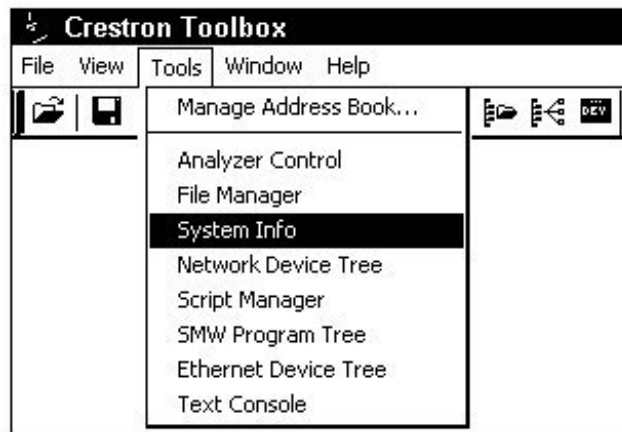 Crestron Toolbox
File View Tools Window Help
Manage Address Book...
DEV
Analyzer Control
File Manager
System Info
Network Device Tree
Script Manager
SMW Program Tree
Ethernet Device Tree
Text Console